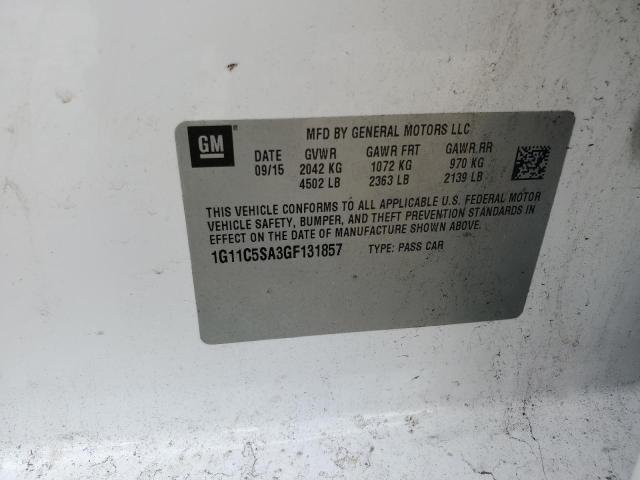 GM
MFD BY GENERAL MOTORS LLC
DATE GVWR GAWR FRT GAWR RR
09/15 2042 KG 1072 KG 970 KG
4502 LB 2363 LB 2139 LB
THIS VEHICLE CONFORMS TO ALL APPLICABLE U.S. FEDERAL MOTOR
VEHICLE SAFETY, BUMPER, AND THEFT PREVENTION STANDARDS IN
EFFECT ON THE DATE OF MANUFACTURE SHOWN ABOVE.
1G11C5SA3GF131857 TYPE: PASS CAR